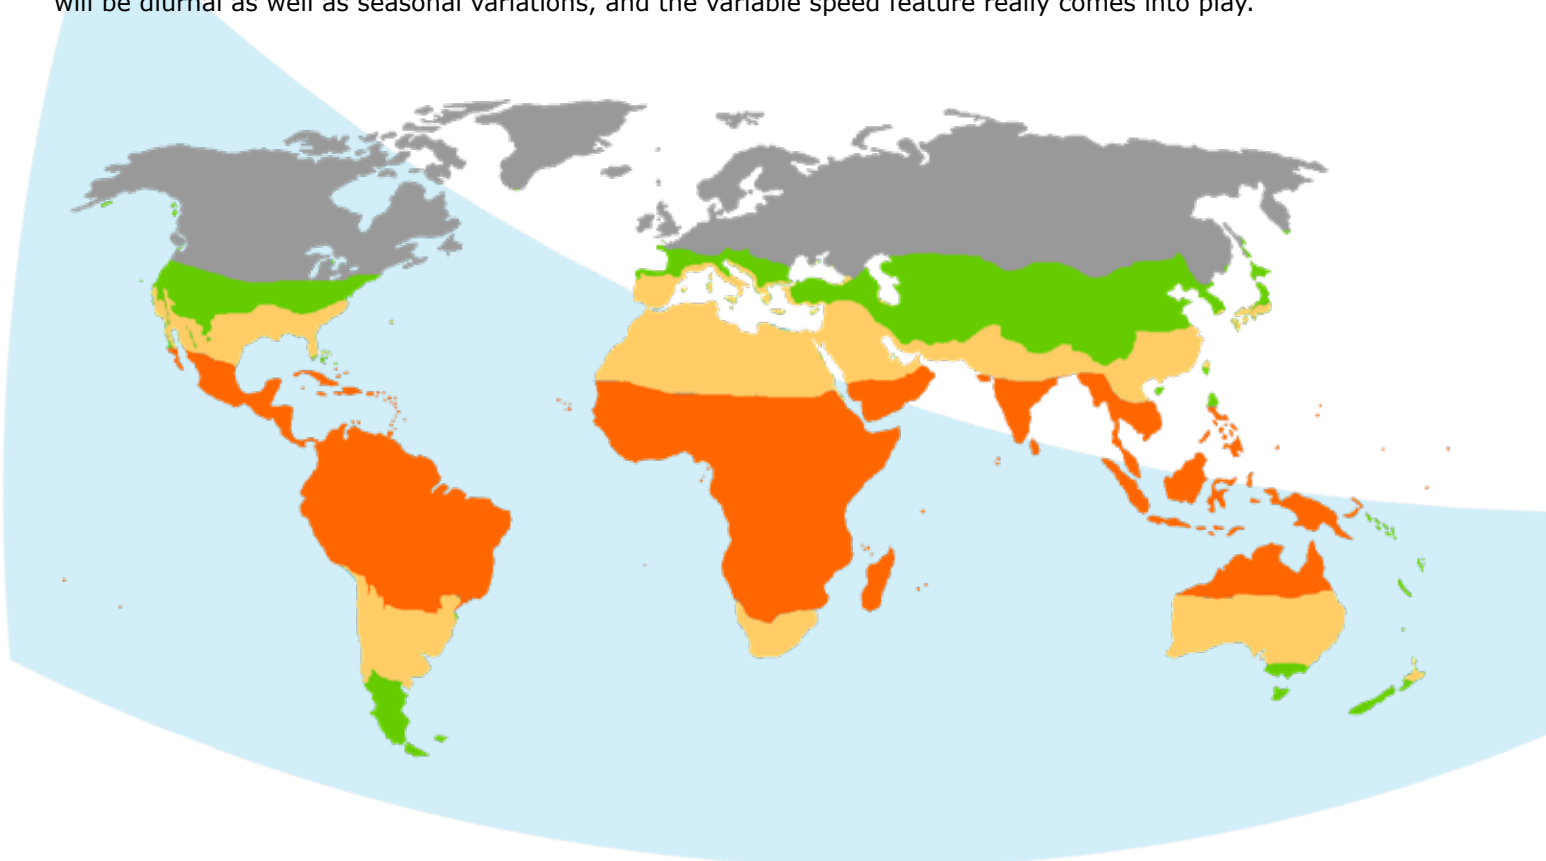 will be diurnal as well as seasonal variations, and the variable speed feature really comes into play.